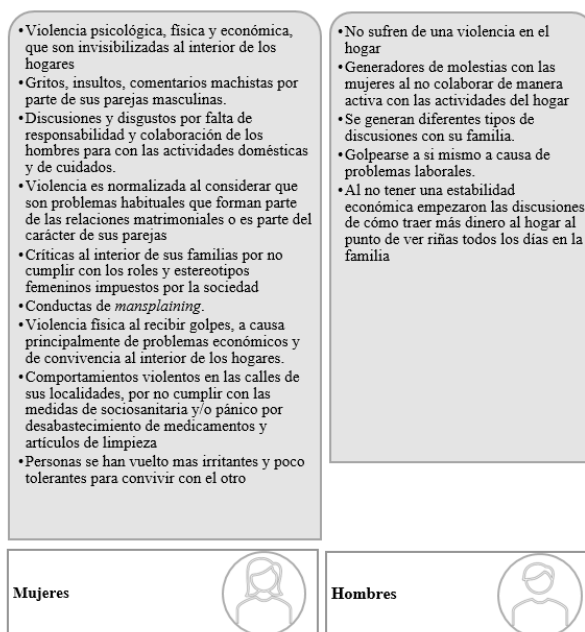 •Violencia psicológica, física y económica,
que son invisibilizadas al interior de los
hogares
•Gritos, insultos, comentarios machistas por
parte de sus parejas masculinas.
•Discusiones y disgustos por falta de
responsabilidad y colaboración de los
hombres para con las actividades domésticas
y de cuidados.
•Violencia es normalizada al considerar que
son problemas habituales que forman parte
de las relaciones matrimoniales o es parte del
carácter de sus parejas
•Críticas al interior de sus familias por no
cumplir con los roles y estereotipos
femeninos impuestos por la sociedad
•Conductas de mansplaining.
•Violencia física al recibir golpes, a causa
principalmente de problemas económicos y
de convivencia al interior de los hogares.
•Comportamientos violentos en las calles de
sus localidades, por no cumplir con las
medidas de sociosanitaria y/o pánico por
desabastecimiento de medicamentos y
artículos de limpieza
•Personas se han vuelto mas irritantes y poco
tolerantes para convivir con el otro
•No sufren de una violencia en el
hogar
•Generadores de molestias con las
mujeres al no colaborar de manera
activa con las actividades del hogar
•Se generan diferentes tipos de
discusiones con su familia.
•Golpearse a si mismo a causa de
problemas laborales.
•Al no tener una estabilidad
económica empezaron las discusiones
de cómo traer más dinero al hogar al
punto de ver riñas todos los días en la
familia
Mujeres
Hombres